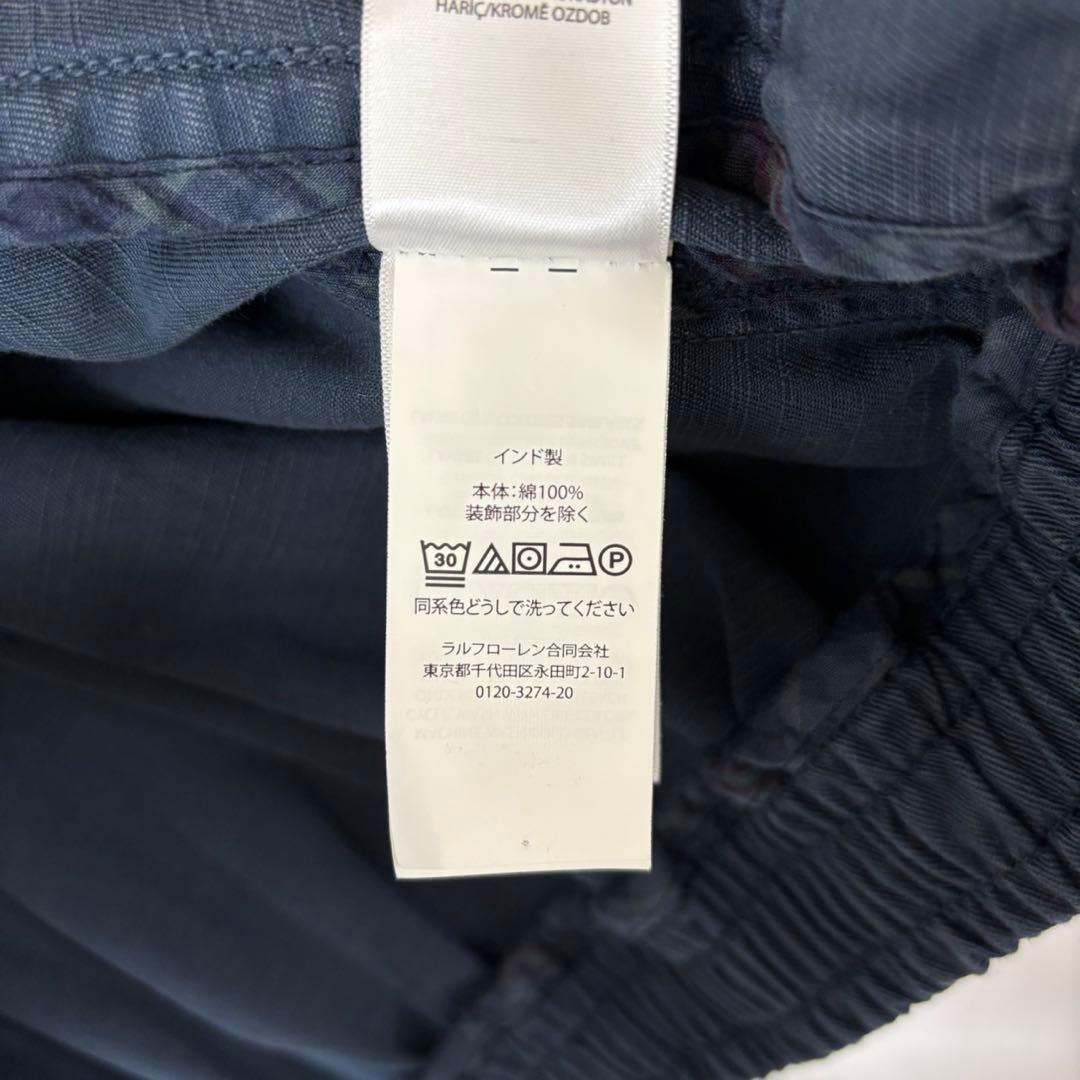 HARİÇ/KROMĚ OZDOB
インド製
本体：綿100%
装飾部分を除く
30 P
同系色どうしで洗ってください
ラルフローレン合同会社
東京都千代田区永田町2-10-1
0120-3274-20